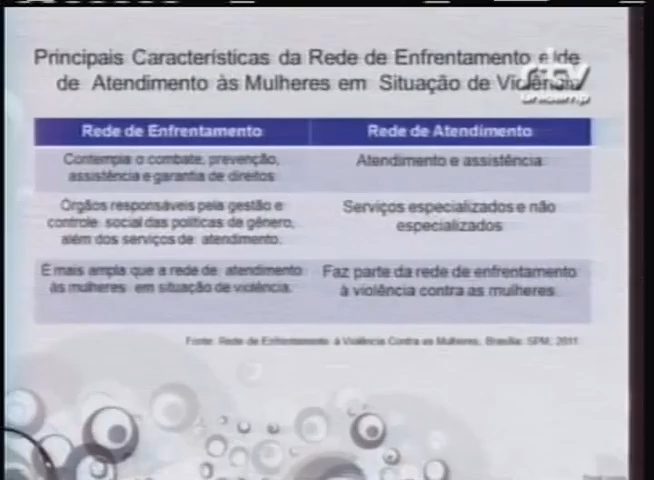 Principais Características da Rede de Enfrentamento e de
de Atendimento às Mulheres em Situação de Violência
rtv
unicamp
Rede de Enfrentamento
Rede de Atendimento
Contempla o combate, prevenção,
assistência e garantia de direitos
Atendimento e assistência
Órgãos responsáveis pela gestão e
controle social das políticas de gênero,
além dos serviços de atendimento.
Serviços especializados e não
especializados
É mais ampla que a rede de atendimento
às mulheres em situação de violência.
Faz parte da rede de enfrentamento
à violência contra as mulheres.
Fonte: Rede de Enfrentamento à Violência Contra as Mulheres, Brasília: SPM, 2011